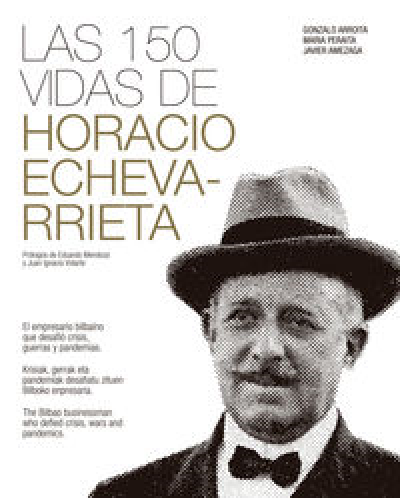 LAS 150
VIDAS DE
HORACIO
ECHEVA-
RRIETA
GONZALO ARROITA
MARIA PERAITA
JAVIER AMEZAGA
Prólogos de Eduardo Mendoza
y Juan Ignacio Vidarte
El empresario bilbaino
que desafió crisis,
guerras y pandemias.
Krisiak, gerrak eta
pandemiak desafiatu zituen
Bilboko enpresaria.
The Bilbao businessman
who defied crisis, wars and
pandemics.